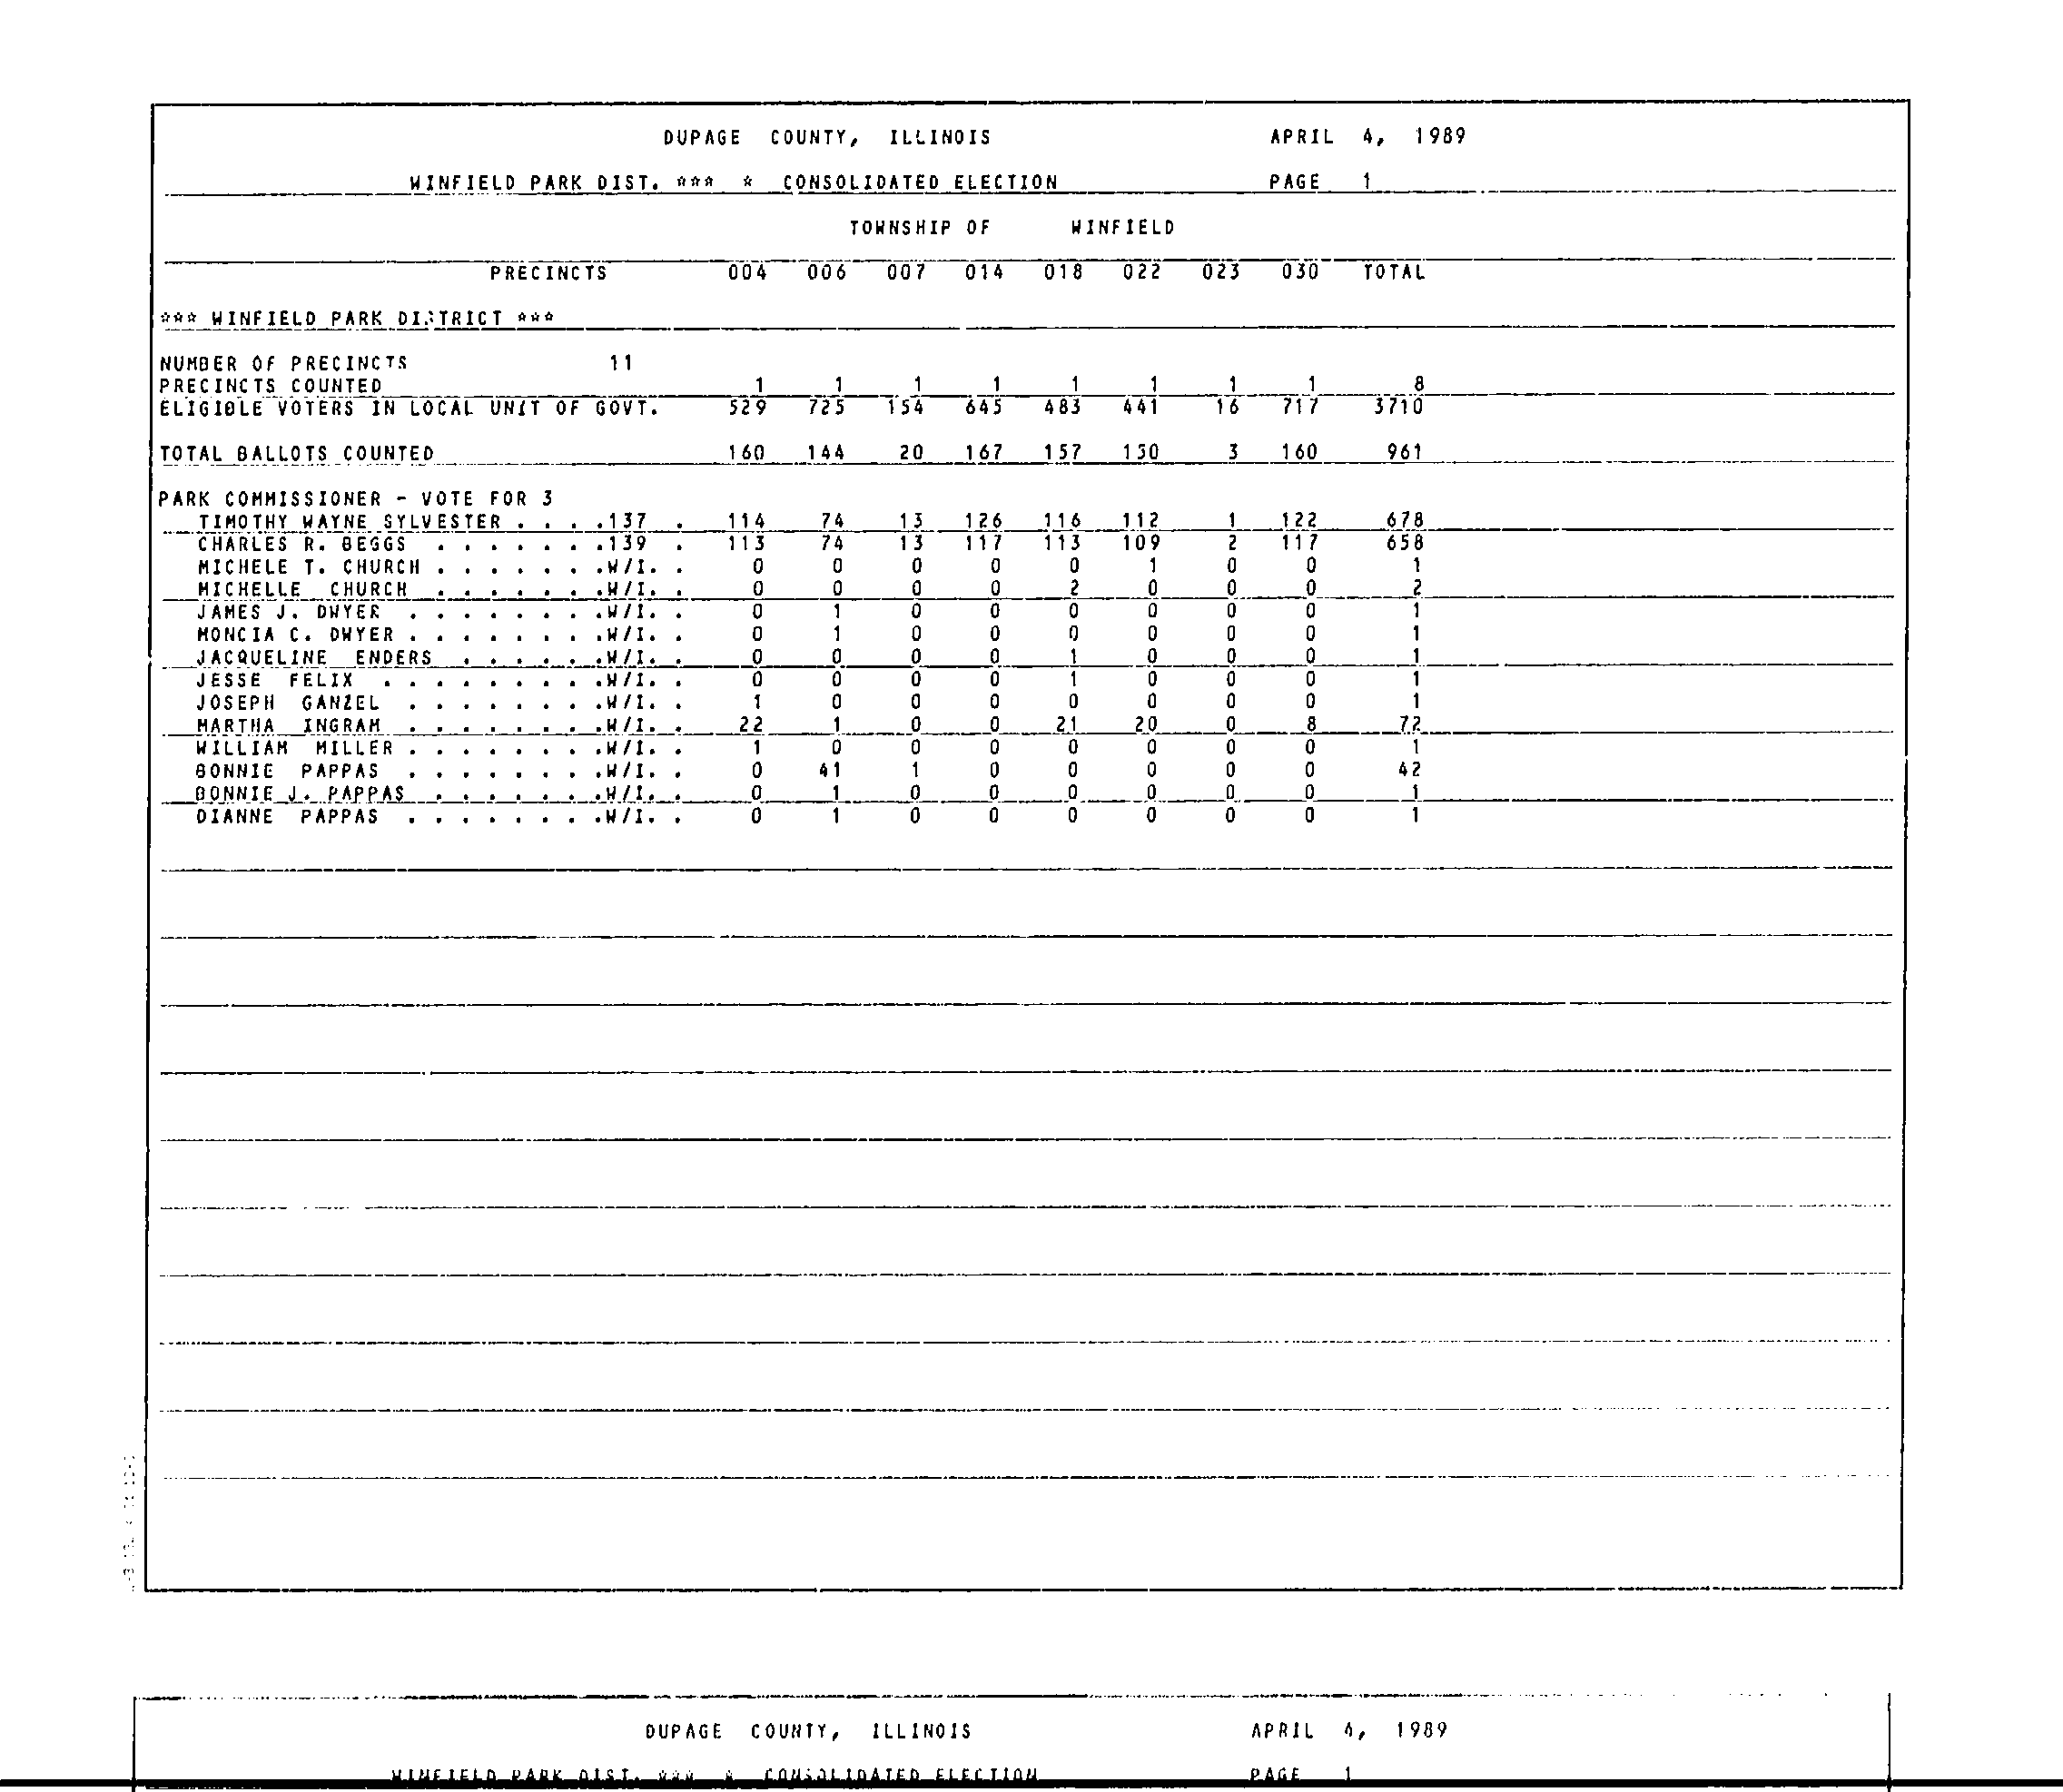 DUPAGE COUNTY, ILLINOIS APRIL 4, 1989
WINFIELD PARK DIST. *** * CONSOLIDATED ELECTION PAGE 1
TOWNSHIP OF WINFIELD
PRECINCTS 004 006 007 014 018 022 023 030 TOTAL
*** WINFIELD PARK DISTRICT ***
NUMBER OF PRECINCTS 11
PRECINCTS COUNTED 1 1 1 1 1 1 1 1 8
ELIGIBLE VOTERS IN LOCAL UNIT OF GOVT. 529 725 154 645 483 441 16 717 3710
TOTAL BALLOTS COUNTED 160 144 20 167 157 150 3 160 961
PARK COMMISSIONER - VOTE FOR 3
TIMOTHY WAYNE SYLVESTER . . . .137 . 114 74 13 126 116 112 1 122 678
CHARLES R. BEGGS . . . . . . .139 . 113 74 13 117 113 109 2 117 658
MICHELE T. CHURCH . . . . . . .W/I. . 0 0 0 0 0 1 0 0 1
MICHELLE CHURCH . . . . . . .W/I. . 0 0 0 0 2 0 0 0 2
JAMES J. DWYER . . . . . . . .W/I. . 0 1 0 0 0 0 0 0 1
MONCIA C. DWYER . . . . . . . .W/I. . 0 1 0 0 0 0 0 0 1
JACQUELINE ENDERS . . . . . .W/I. . 0 0 0 0 1 0 0 0 1
JESSE FELIX . . . . . . . . .W/I. . 0 0 0 0 1 0 0 0 1
JOSEPH GANZEL . . . . . . . .W/I. . 1 0 0 0 0 0 0 0 1
MARTHA INGRAM . . . . . . . .W/I. . 22 1 0 0 21 20 0 8 72
WILLIAM MILLER . . . . . . . .W/I. . 1 0 0 0 0 0 0 0 1
BONNIE PAPPAS . . . . . . . .W/I. . 0 41 1 0 0 0 0 0 42
BONNIE J. PAPPAS . . . . . . .W/I. . 0 1 0 0 0 0 0 0 1
DIANNE PAPPAS . . . . . . . .W/I. . 0 1 0 0 0 0 0 0 1
DUPAGE COUNTY, ILLINOIS APRIL 4, 1989
WINFIELD PARK DIST. *** * CONSOLIDATED ELECTION PAGE 1